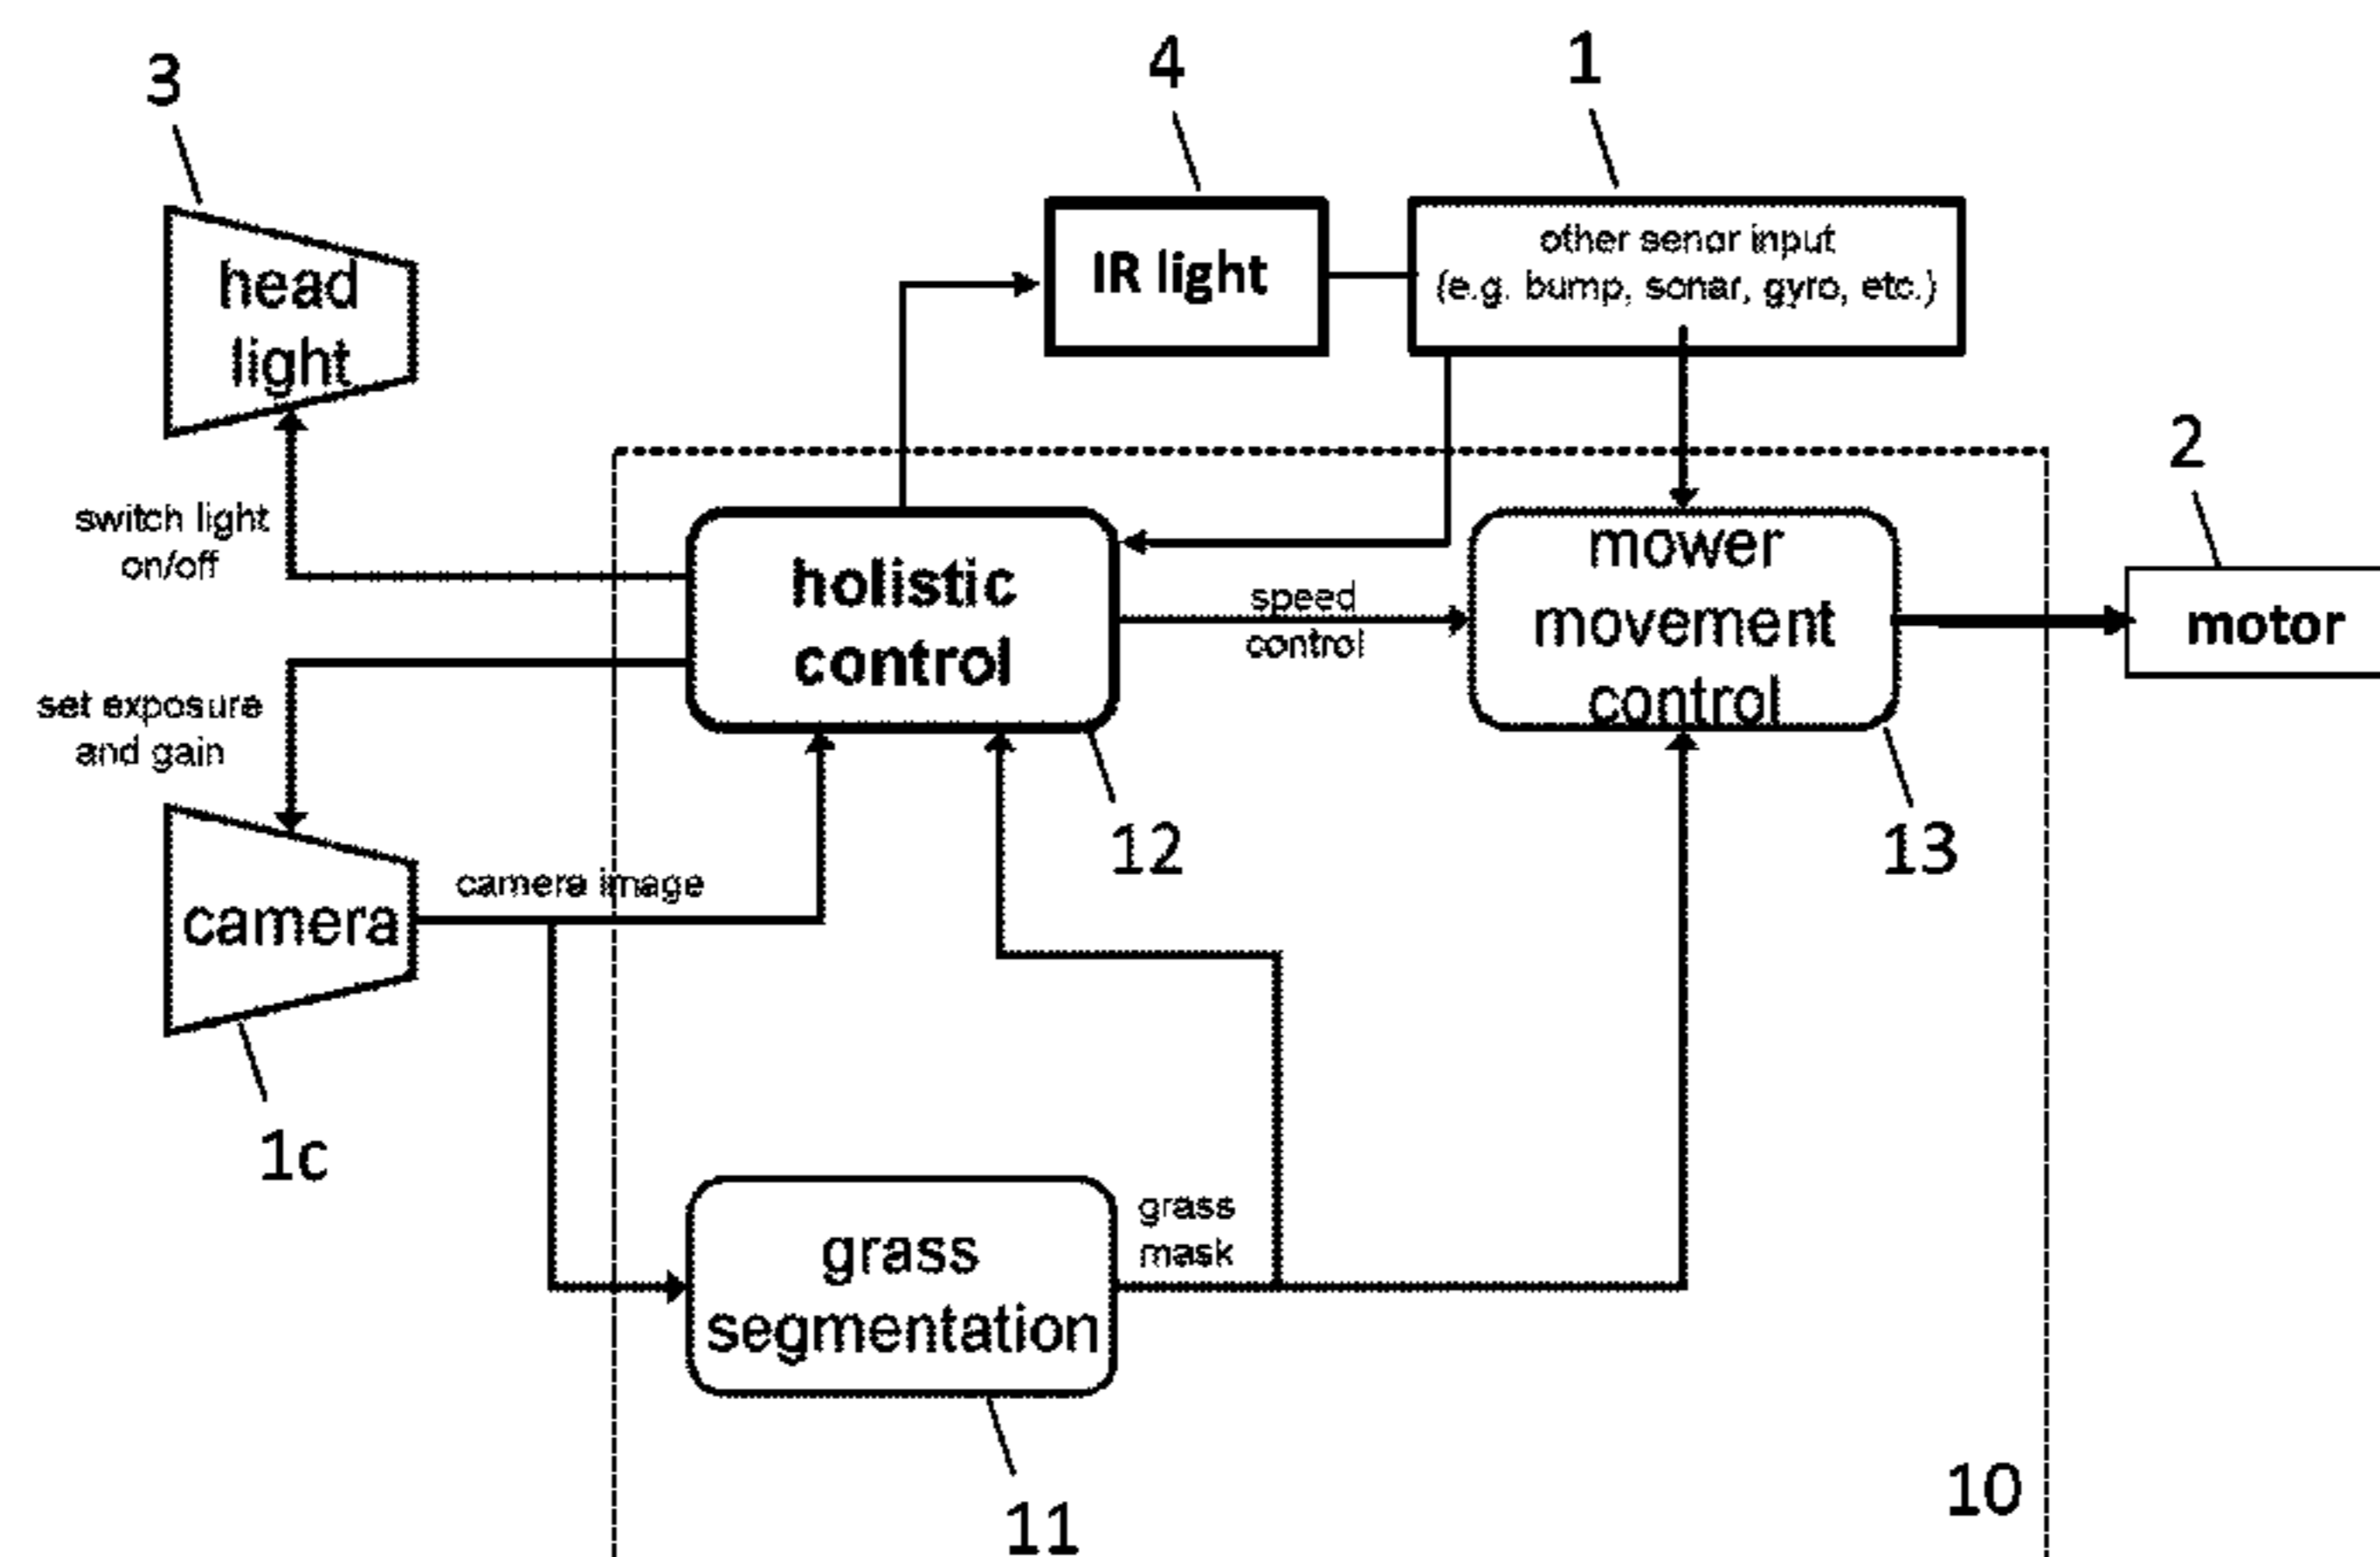 3
4
1
head
light
IR light
other senor input
(e.g. bump, sonar, gyro, etc.)
2
switch light
on/off
holistic
control
speed
control
mower
movement
control
motor
set exposure
and gain
12
13
camera image
camera
1c
grass
segmentation
grass
mask
10
11